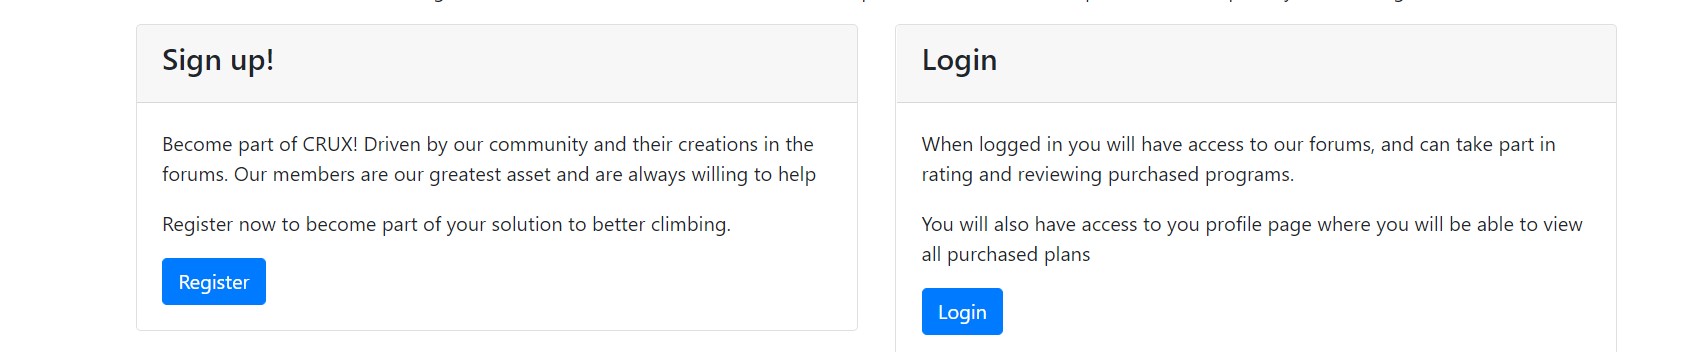 Sign up!
Become part of CRUX! Driven by our community and their creations in the
forums. Our members are our greatest asset and are always willing to help
Register now to become part of your solution to better climbing.
Register
Login
When logged in you will have access to our forums, and can take part in
rating and reviewing purchased programs.
You will also have access to you profile page where you will be able to view
all purchased plans
Login